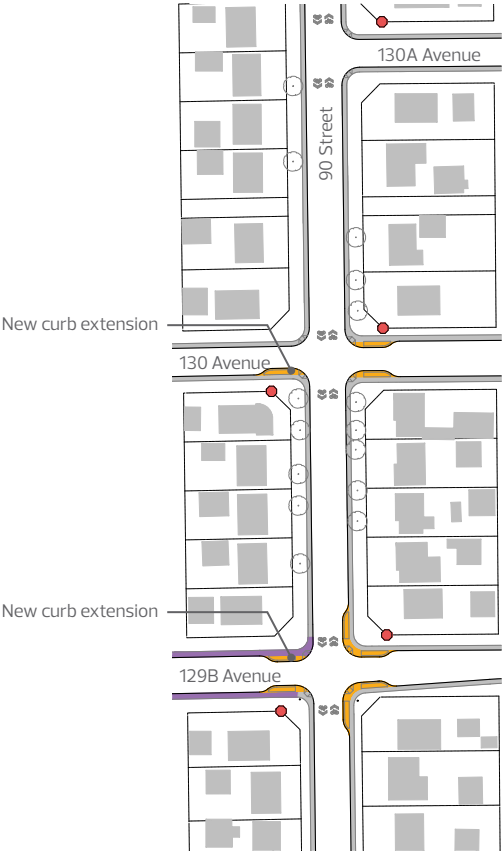 130A Avenue
90 Street
New curb extension
130 Avenue
New curb extension
129B Avenue